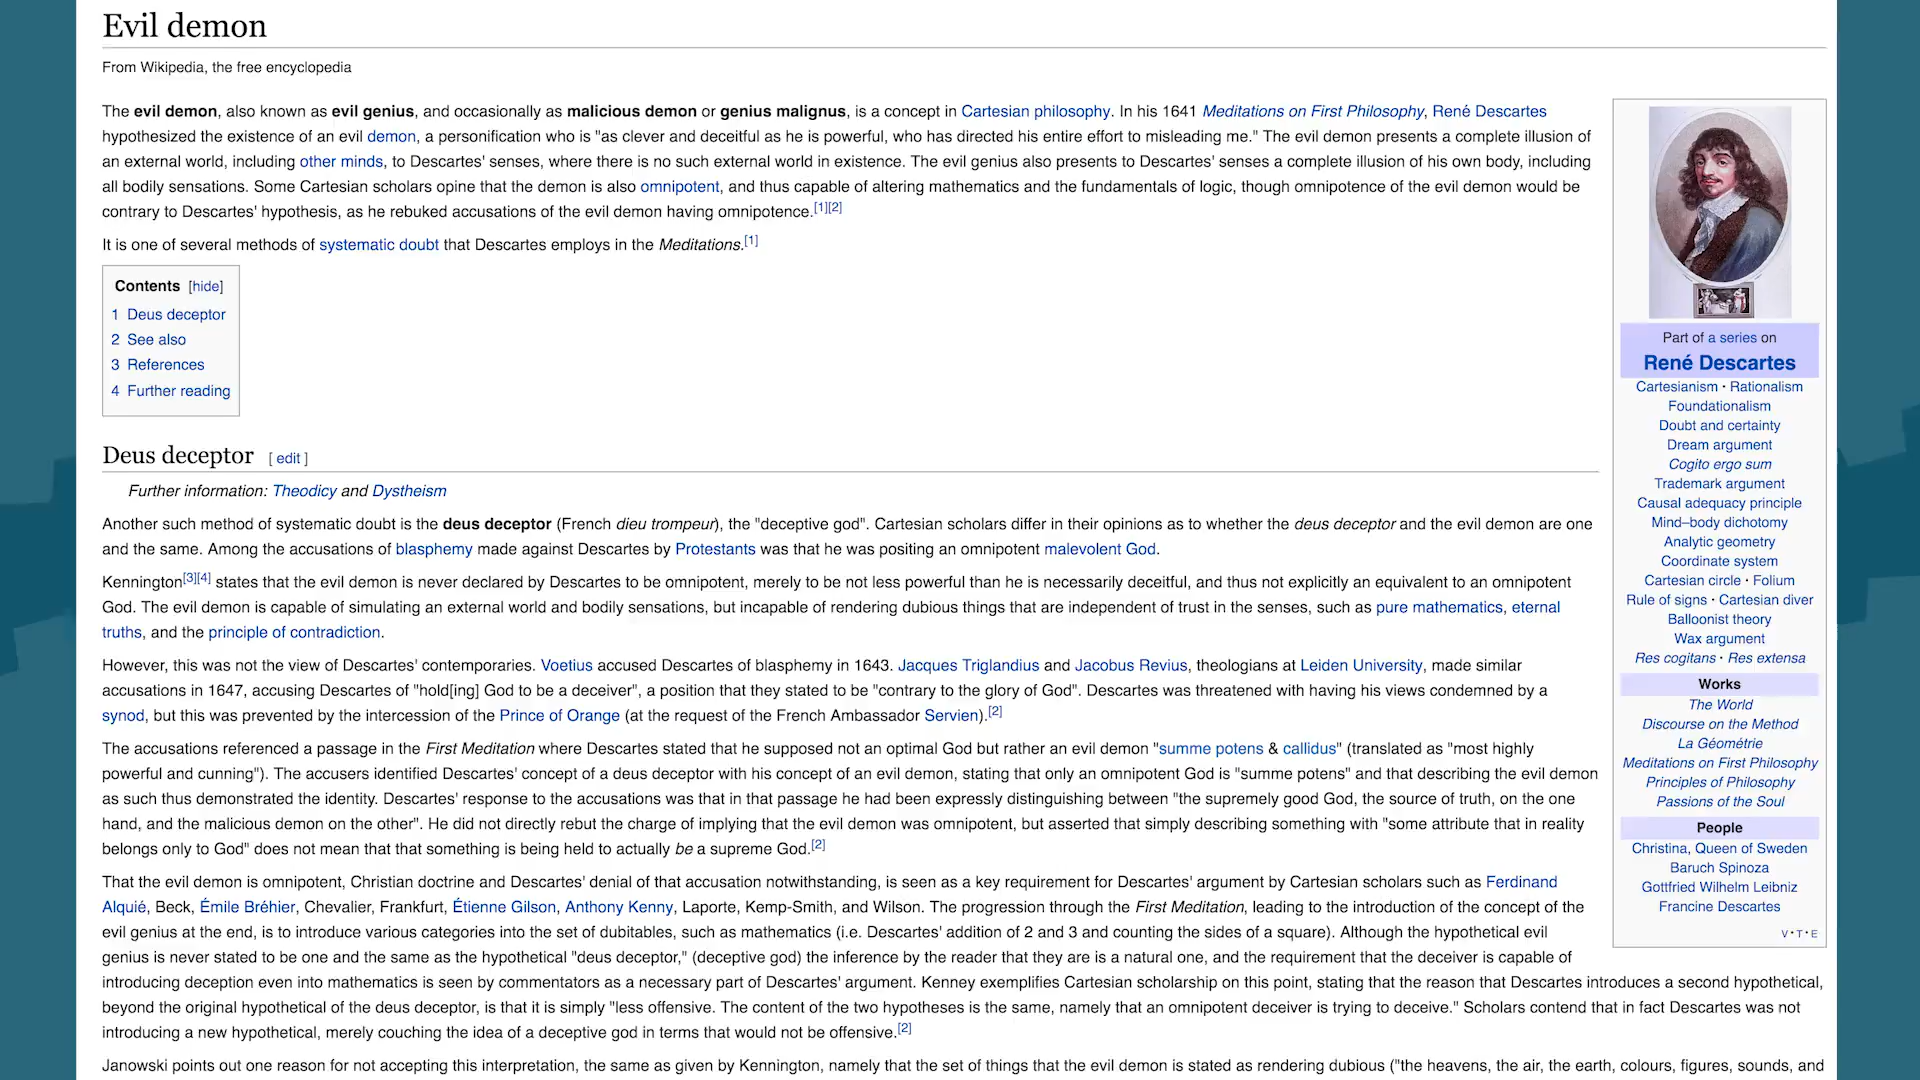 Evil demon
From Wikipedia, the free encyclopedia
The evil demon, also known as evil genius, and occasionally as malicious demon or genius malignus, is a concept in Cartesian philosophy. In his 1641 Meditations on First Philosophy, René Descartes
hypothesized the existence of an evil demon, a personification who is "as clever and deceitful as he is powerful, who has directed his entire effort to misleading me." The evil demon presents a complete illusion of
an external world, including other minds, to Descartes' senses, where there is no such external world in existence. The evil genius also presents to Descartes' senses a complete illusion of his own body, including
all bodily sensations. Some Cartesian scholars opine that the demon is also omnipotent, and thus capable of altering mathematics and the fundamentals of logic, though omnipotence of the evil demon would be
contrary to Descartes' hypothesis, as he rebuked accusations of the evil demon having omnipotence.[1][2]
It is one of several methods of systematic doubt that Descartes employs in the Meditations.[1]
Contents [hide]
1 Deus deceptor
2 See also
3 References
4 Further reading
Deus deceptor [ edit ]
Further information: Theodicy and Dystheism
Another such method of systematic doubt is the deus deceptor (French dieu trompeur), the "deceptive god". Cartesian scholars differ in their opinions as to whether the deus deceptor and the evil demon are one
and the same. Among the accusations of blasphemy made against Descartes by Protestants was that he was positing an omnipotent malevolent God.
Kennington[3][4] states that the evil demon is never declared by Descartes to be omnipotent, merely to be not less powerful than he is necessarily deceitful, and thus not explicitly an equivalent to an omnipotent
God. The evil demon is capable of simulating an external world and bodily sensations, but incapable of rendering dubious things that are independent of trust in the senses, such as pure mathematics, eternal
truths, and the principle of contradiction.
However, this was not the view of Descartes' contemporaries. Voetius accused Descartes of blasphemy in 1643. Jacques Triglandius and Jacobus Revius, theologians at Leiden University, made similar
accusations in 1647, accusing Descartes of "hold[ing] God to be a deceiver", a position that they stated to be "contrary to the glory of God". Descartes was threatened with having his views condemned by a
synod, but this was prevented by the intercession of the Prince of Orange (at the request of the French Ambassador Servien).[2]
The accusations referenced a passage in the First Meditation where Descartes stated that he supposed not an optimal God but rather an evil demon "summe potens & callidus" (translated as "most highly
powerful and cunning"). The accusers identified Descartes' concept of a deus deceptor with his concept of an evil demon, stating that only an omnipotent God is "summe potens" and that describing the evil demon
as such thus demonstrated the identity. Descartes' response to the accusations was that in that passage he had been expressly distinguishing between "the supremely good God, the source of truth, on the one
hand, and the malicious demon on the other". He did not directly rebut the charge of implying that the evil demon was omnipotent, but asserted that simply describing something with "some attribute that in reality
belongs only to God" does not mean that that something is being held to actually be a supreme God.[2]
That the evil demon is omnipotent, Christian doctrine and Descartes' denial of that accusation notwithstanding, is seen as a key requirement for Descartes' argument by Cartesian scholars such as Ferdinand
Alquié, Beck, Émile Bréhier, Chevalier, Frankfurt, Étienne Gilson, Anthony Kenny, Laporte, Kemp-Smith, and Wilson. The progression through the First Meditation, leading to the introduction of the concept of the
evil genius at the end, is to introduce various categories into the set of dubitables, such as mathematics (i.e. Descartes' addition of 2 and 3 and counting the sides of a square). Although the hypothetical evil
genius is never stated to be one and the same as the hypothetical "deus deceptor," (deceptive god) the inference by the reader that they are is a natural one, and the requirement that the deceiver is capable of
introducing deception even into mathematics is seen by commentators as a necessary part of Descartes' argument. Kenney exemplifies Cartesian scholarship on this point, stating that the reason that Descartes introduces a second hypothetical,
beyond the original hypothetical of the deus deceptor, is that it is simply "less offensive. The content of the two hypotheses is the same, namely that an omnipotent deceiver is trying to deceive." Scholars contend that in fact Descartes was not
introducing a new hypothetical, merely couching the idea of a deceptive god in terms that would not be offensive.[2]
Janowski points out one reason for not accepting this interpretation, the same as given by Kennington, namely that the set of things that the evil demon is stated as rendering dubious ("the heavens, the air, the earth, colours, figures, sounds, and
Part of a series on
René Descartes
Cartesianism · Rationalism
Foundationalism
Doubt and certainty
Dream argument
Cogito ergo sum
Trademark argument
Causal adequacy principle
Mind–body dichotomy
Analytic geometry
Coordinate system
Cartesian circle · Folium
Rule of signs · Cartesian diver
Balloonist theory
Wax argument
Res cogitans · Res extensa
Works
The World
Discourse on the Method
La Géométrie
Meditations on First Philosophy
Principles of Philosophy
Passions of the Soul
People
Christina, Queen of Sweden
Baruch Spinoza
Gottfried Wilhelm Leibniz
Francine Descartes
V · T · E